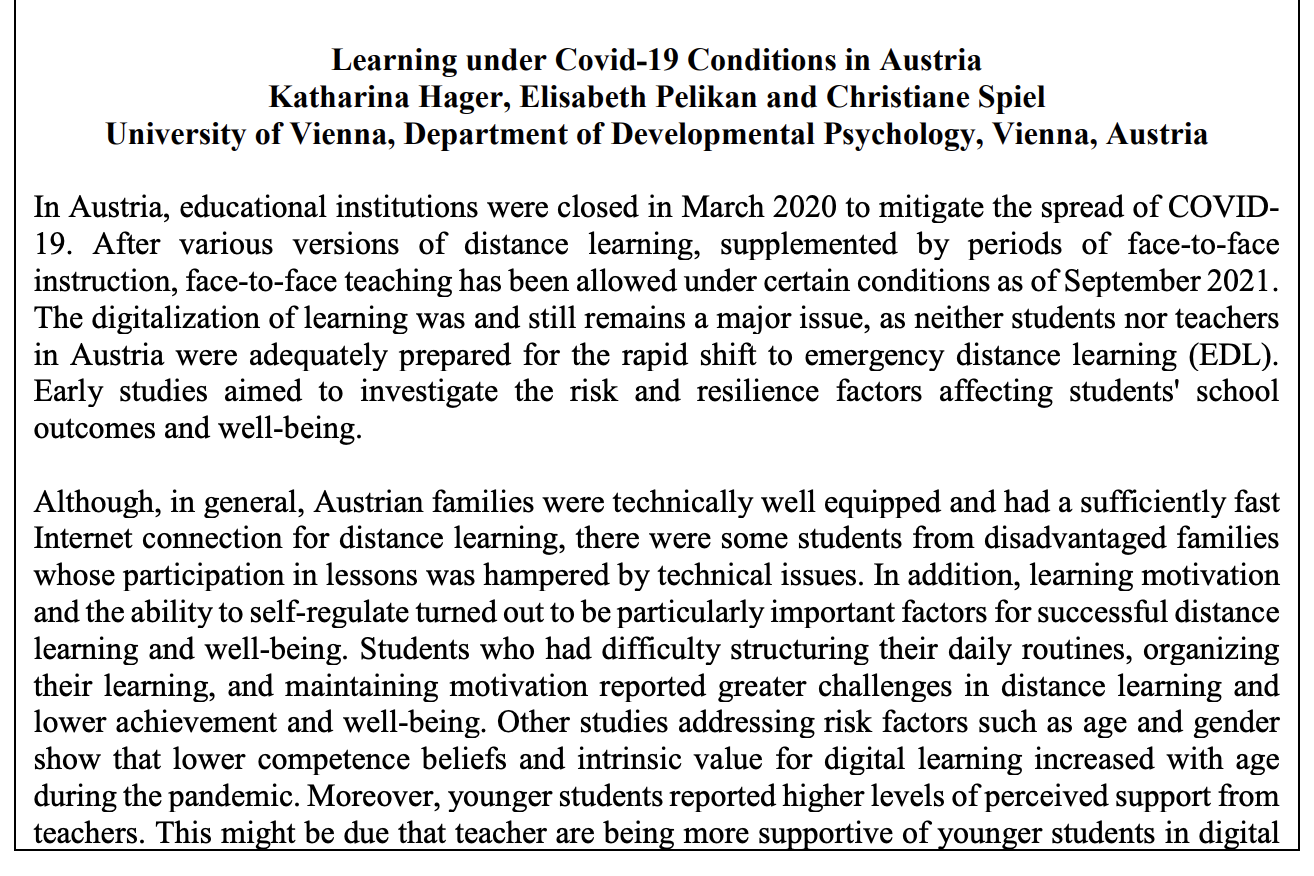 Learning under Covid-19 Conditions in Austria
Katharina Hager, Elisabeth Pelikan and Christiane Spiel
University of Vienna, Department of Developmental Psychology, Vienna, Austria
In Austria, educational institutions were closed in March 2020 to mitigate the spread of COVID-
19. After various versions of distance learning, supplemented by periods of face-to-face
instruction, face-to-face teaching has been allowed under certain conditions as of September 2021.
The digitalization of learning was and still remains a major issue, as neither students nor teachers
in Austria were adequately prepared for the rapid shift to emergency distance learning (EDL).
Early studies aimed to investigate the risk and resilience factors affecting students' school
outcomes and well-being.
Although, in general, Austrian families were technically well equipped and had a sufficiently fast
Internet connection for distance learning, there were some students from disadvantaged families
whose participation in lessons was hampered by technical issues. In addition, learning motivation
and the ability to self-regulate turned out to be particularly important factors for successful distance
learning and well-being. Students who had difficulty structuring their daily routines, organizing
their learning, and maintaining motivation reported greater challenges in distance learning and
lower achievement and well-being. Other studies addressing risk factors such as age and gender
show that lower competence beliefs and intrinsic value for digital learning increased with age
during the pandemic. Moreover, younger students reported higher levels of perceived support from
teachers. This might be due that teacher are being more supportive of younger students in digital